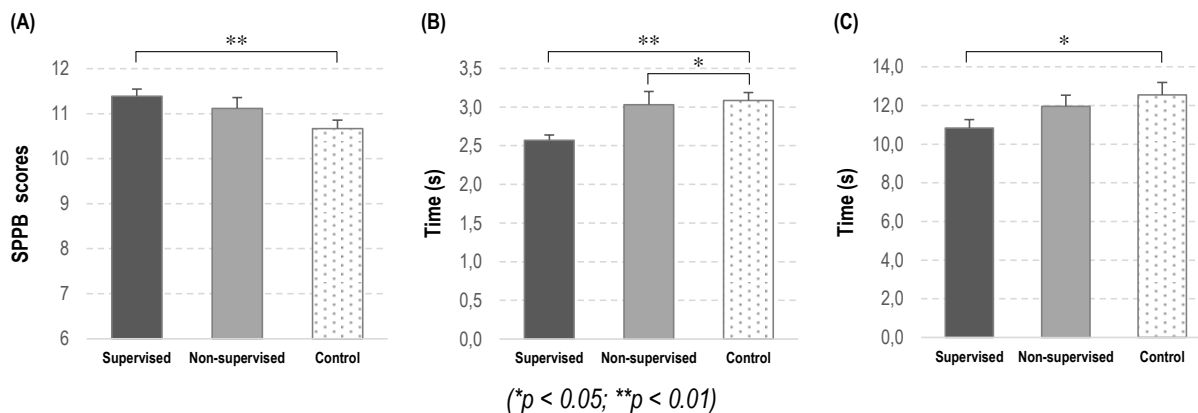 (A)
**
SPPB scores
12
11
10
9
8
7
6
Supervised Non-supervised Control
(B)
**
*
Time (s)
3,5
3,0
2,5
2,0
1,5
1,0
0,5
0,0
Supervised Non-supervised Control
(C)
*
Time (s)
14,0
12,0
10,0
8,0
6,0
4,0
2,0
0,0
Supervised Non-supervised Control
(*p < 0.05; **p < 0.01)